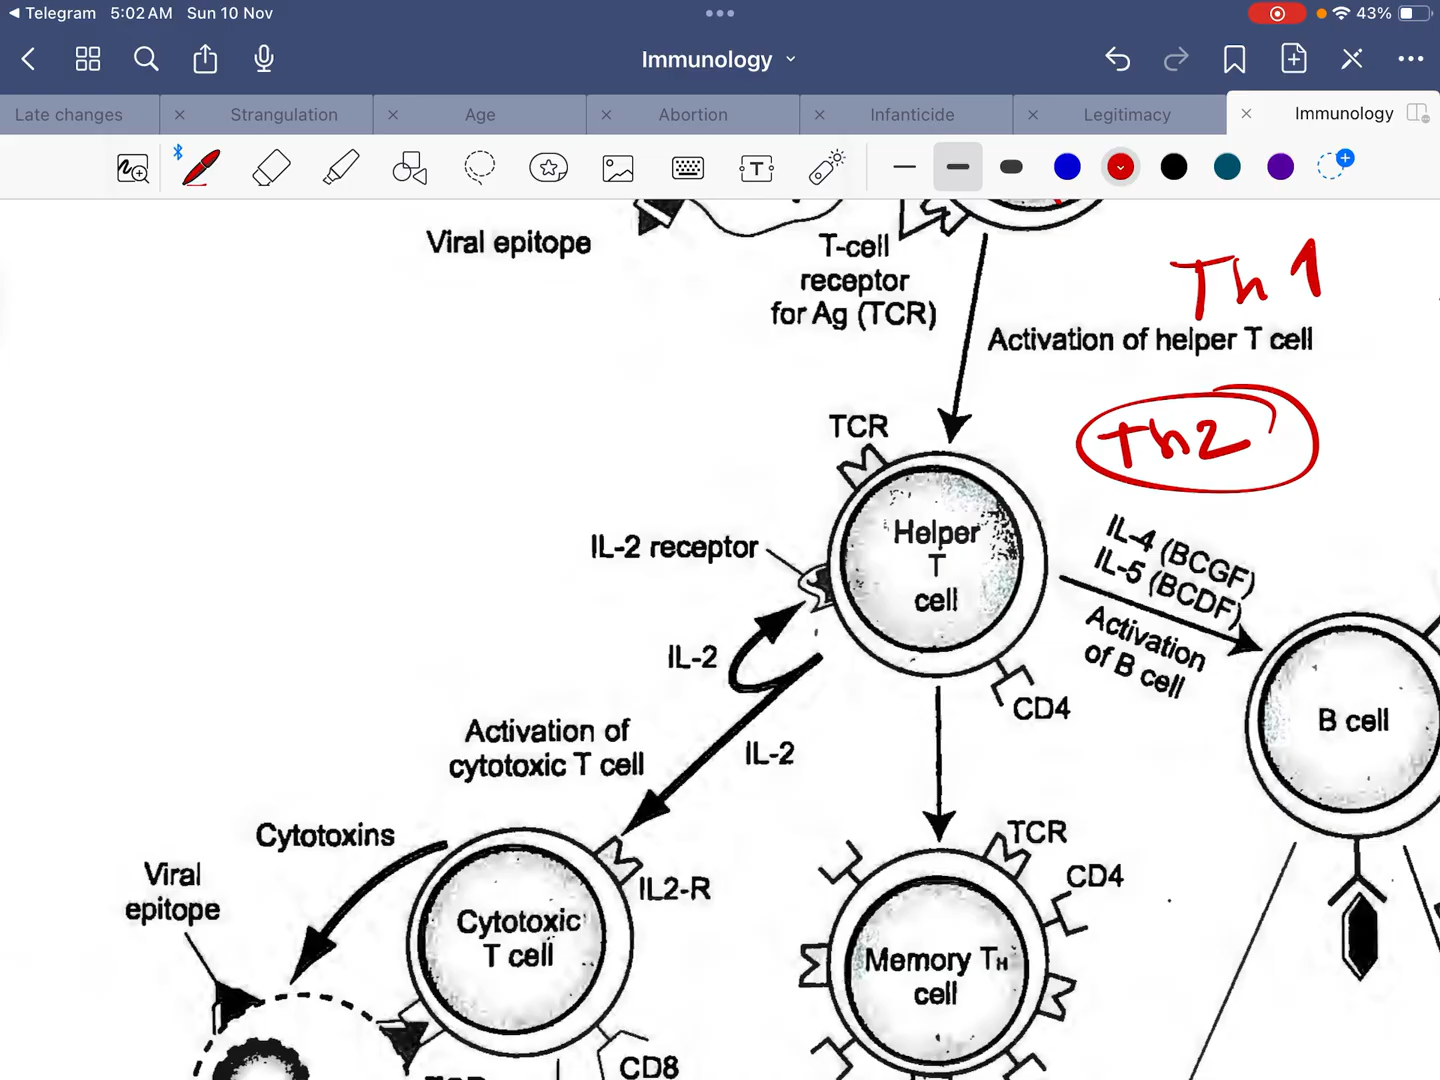 Telegram 5:02 AM Sun 10 Nov
43%
Immunology
Late changes
Strangulation
Age
Abortion
Infanticide
Legitimacy
Immunology
T
Viral epitope
T-cell
receptor
for Ag (TCR)
Th 1
Activation of helper T cell
TCR
Th2
Helper
T
cell
IL-2 receptor
IL-4 (BCGF)
IL-5 (BCDF)
Activation
of B cell
IL-2
CD4
B cell
Activation of
cytotoxic T cell
IL-2
Cytotoxins
TCR
CD4
Viral
epitope
IL2-R
Cytotoxic
T cell
Memory TH
cell
CD8